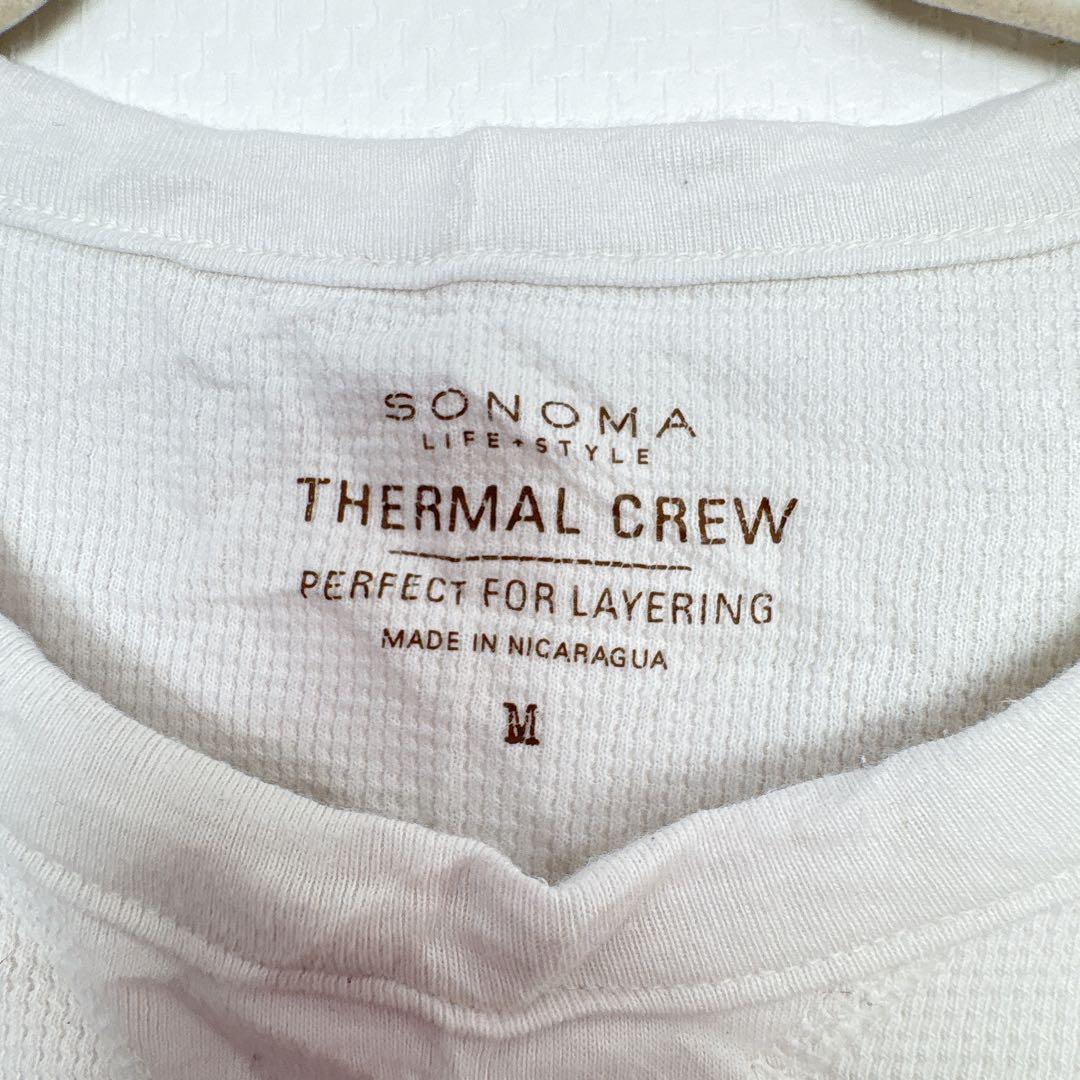 SONOMA
LIFE+STYLE
THERMAL CREW
PERFECT FOR LAYERING
MADE IN NICARAGUA
M